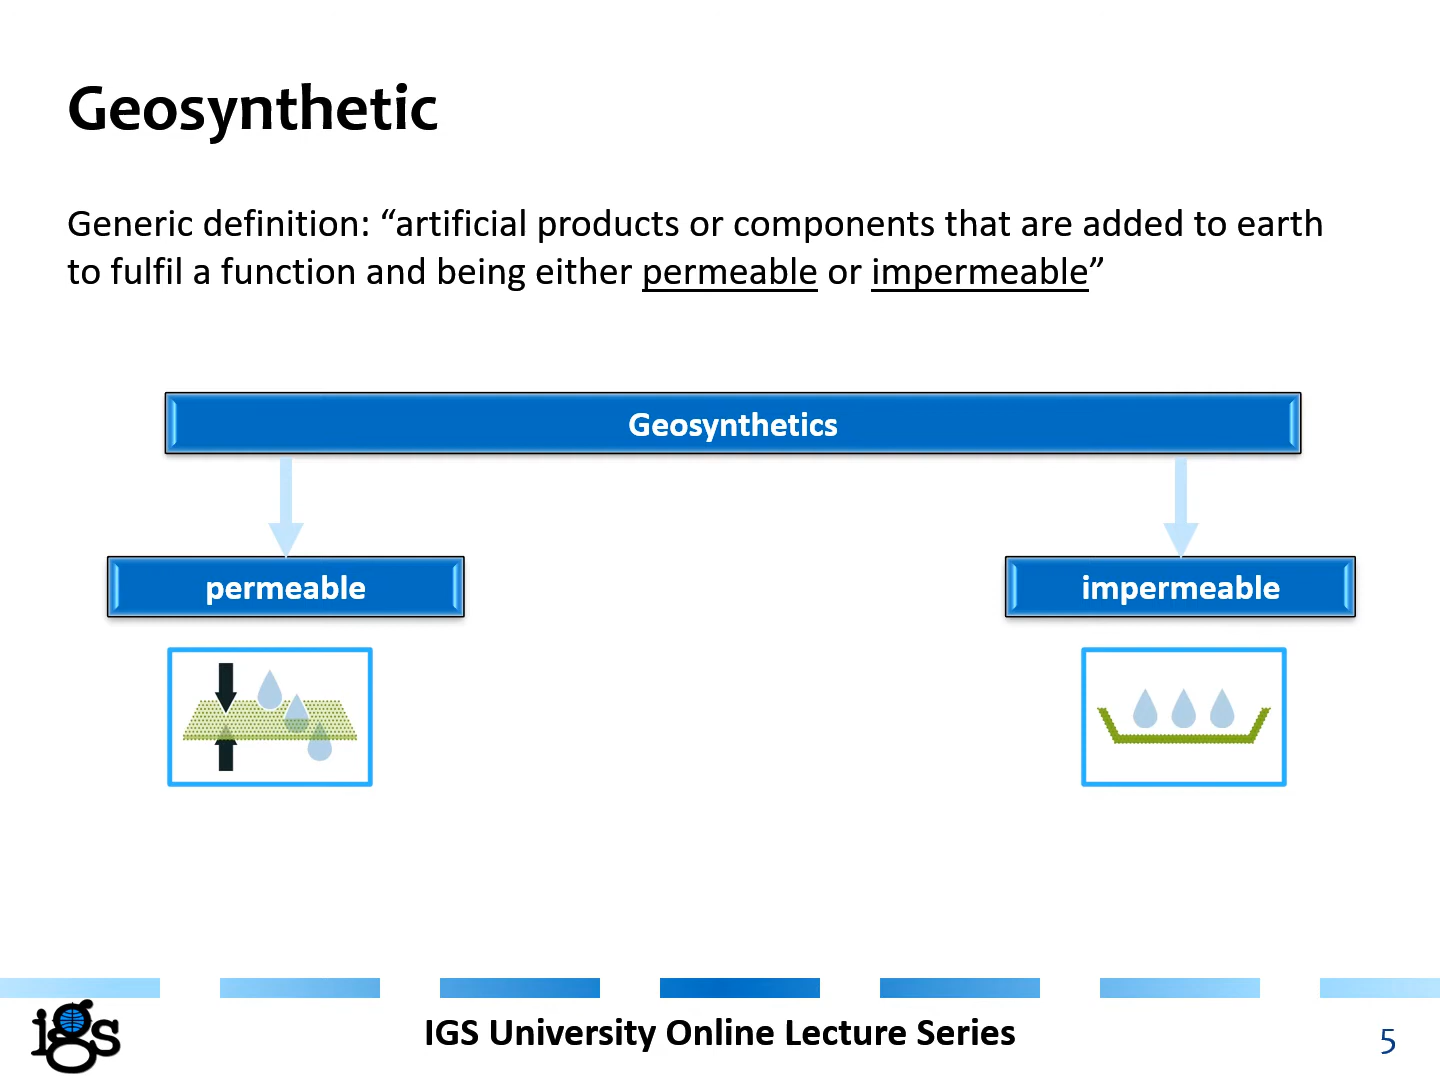 Geosynthetic
Generic definition: “artificial products or components that are added to earth
to fulfil a function and being either permeable or impermeable”
Geosynthetics
permeable
impermeable
igs
IGS University Online Lecture Series
5